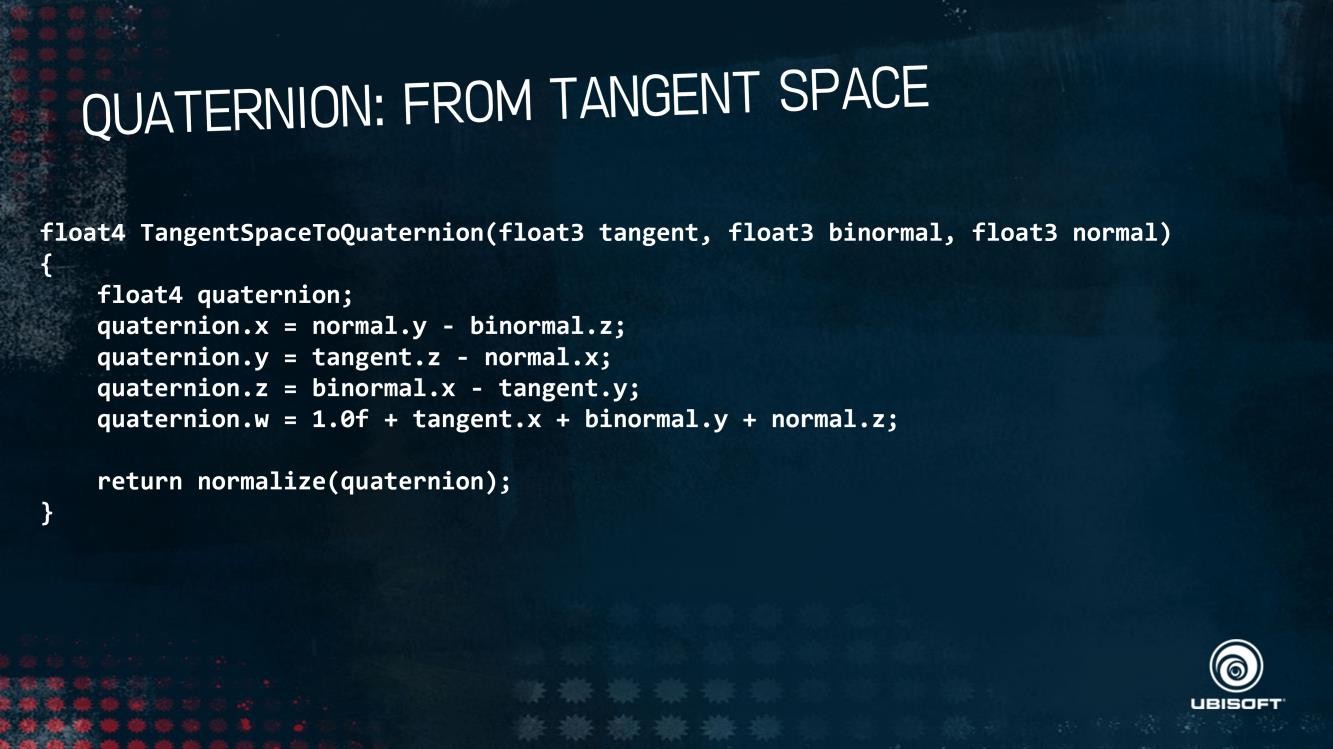 QUATERNION: FROM TANGENT SPACE
float4 TangentSpaceToQuaternion(float3 tangent, float3 binormal, float3 normal)
{
    float4 quaternion;
    quaternion.x = normal.y - binormal.z;
    quaternion.y = tangent.z - normal.x;
    quaternion.z = binormal.x - tangent.y;
    quaternion.w = 1.0f + tangent.x + binormal.y + normal.z;
    return normalize(quaternion);
}
UBISOFT